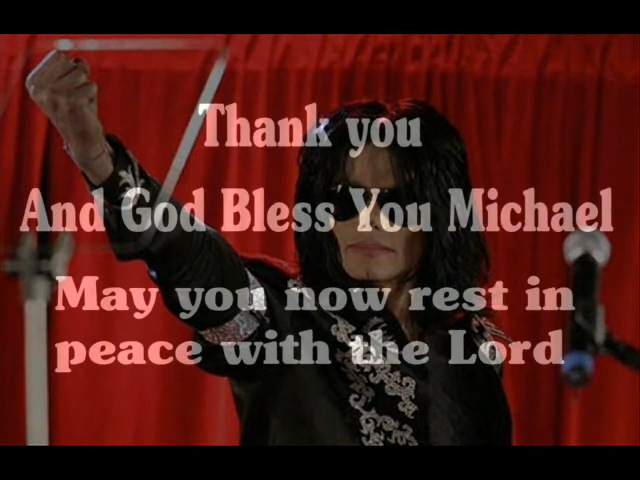 Thank you
And God Bless You Michael
May you now rest in
peace with the Lord